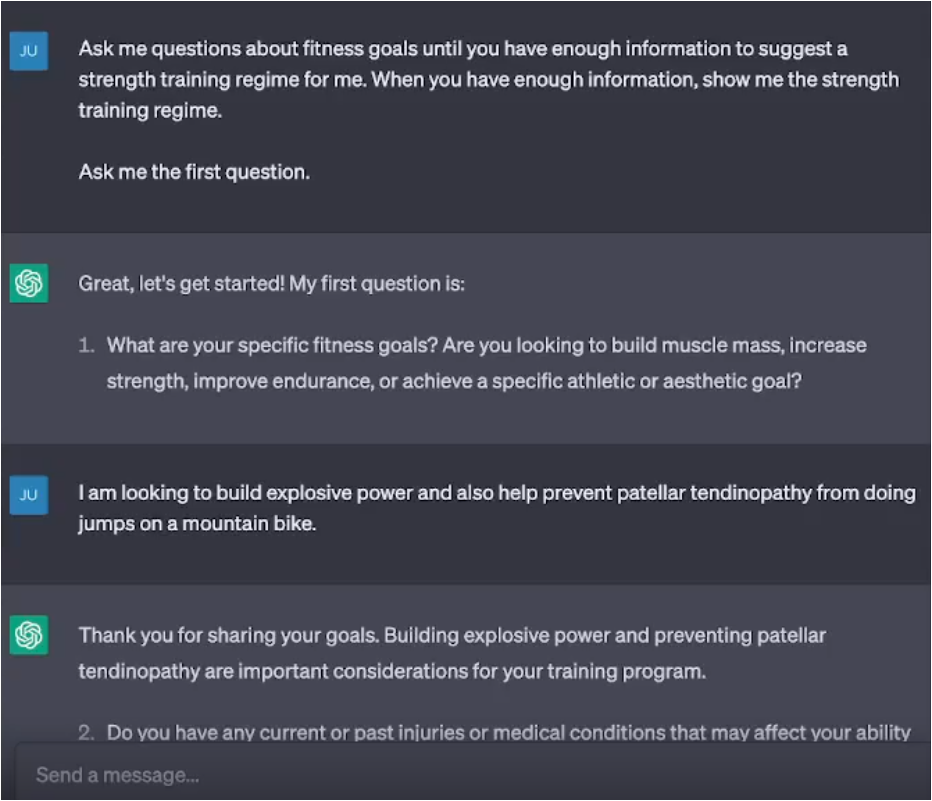 JU
Ask me questions about fitness goals until you have enough information to suggest a
strength training regime for me. When you have enough information, show me the strength
training regime.
Ask me the first question.
Great, let's get started! My first question is:
1. What are your specific fitness goals? Are you looking to build muscle mass, increase
strength, improve endurance, or achieve a specific athletic or aesthetic goal?
JU
I am looking to build explosive power and also help prevent patellar tendinopathy from doing
jumps on a mountain bike.
Thank you for sharing your goals. Building explosive power and preventing patellar
tendinopathy are important considerations for your training program.
2. Do you have any current or past injuries or medical conditions that may affect your ability
Send a message...